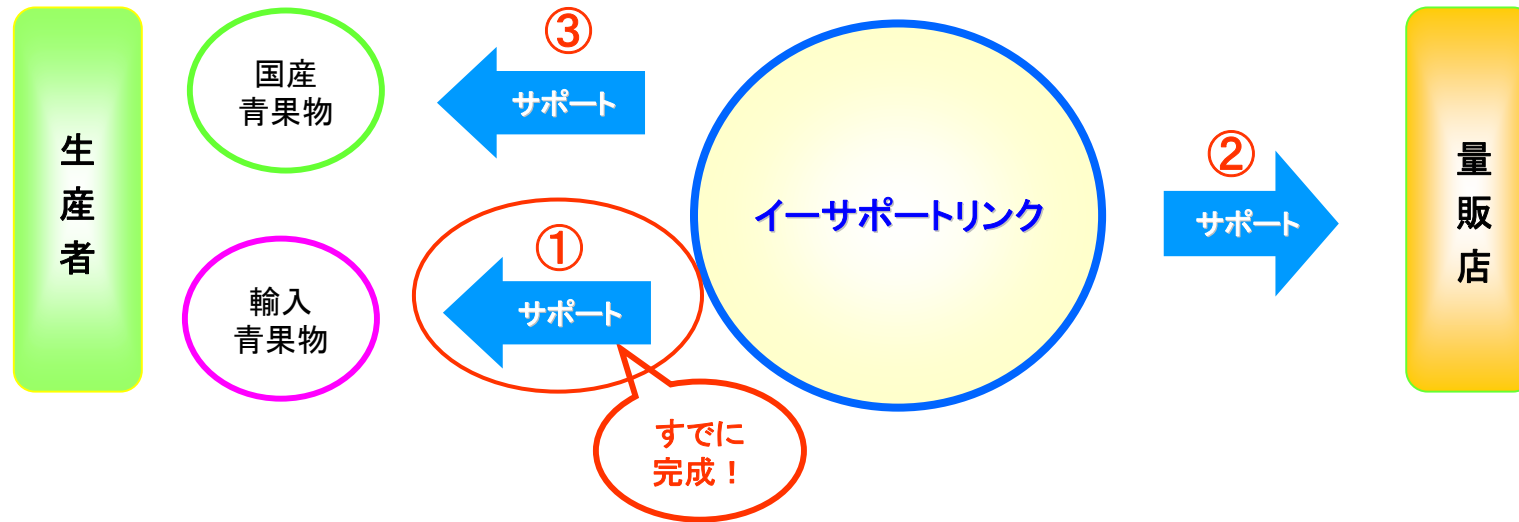 生
産
者
国産
青果物
③
サポート
輸入
青果物
①
サポート
すでに
完成！
イーサポートリンク
②
サポート
量
販
店